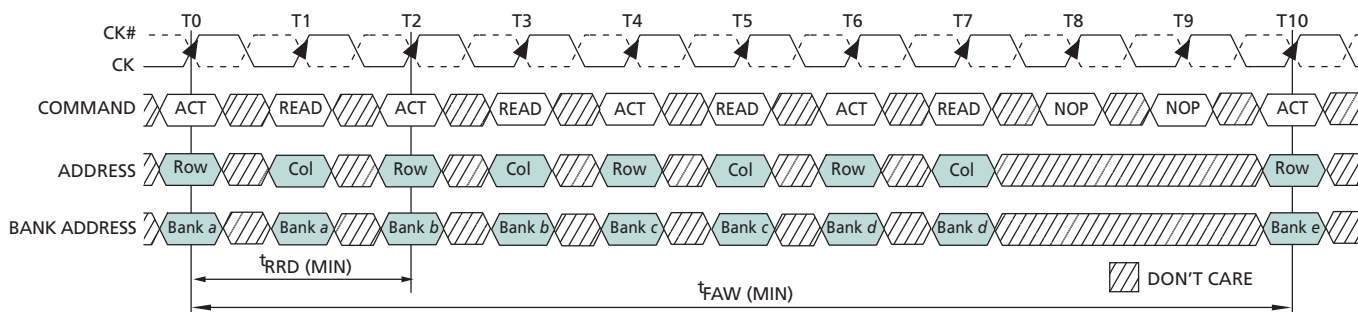 T0 T1 T2 T3 T4 T5 T6 T7 T8 T9 T10
CK#
CK
COMMAND ACT READ ACT READ ACT READ ACT READ NOP NOP ACT
ADDRESS Row Col Row Col Row Col Row Col Row
BANK ADDRESS Bank a Bank a Bank b Bank b Bank c Bank c Bank d Bank d Bank e
tRRD (MIN)
DON'T CARE
tFAW (MIN)